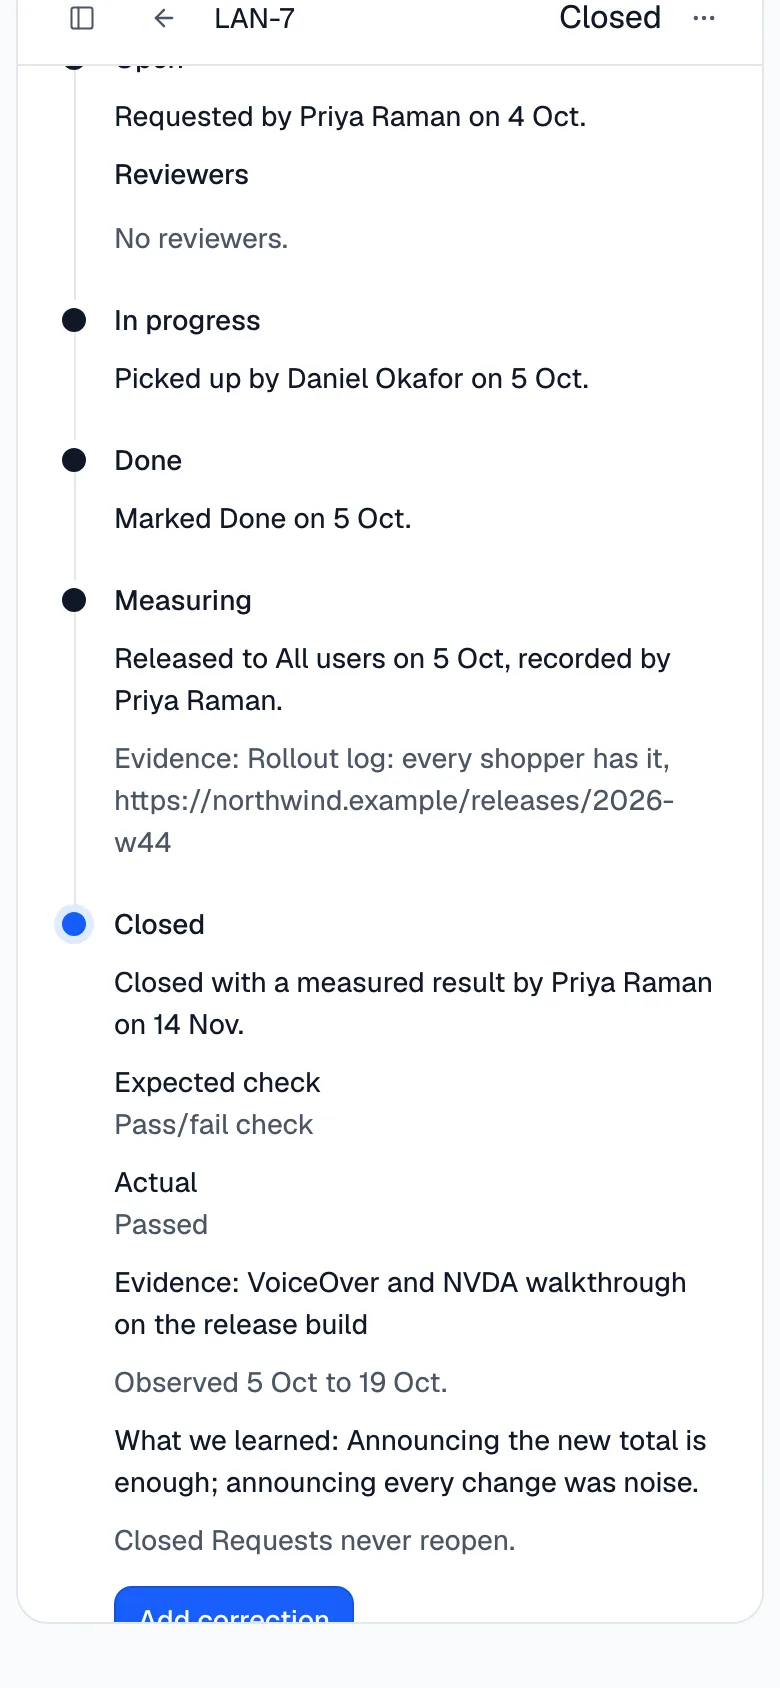 LAN-7
Closed
Open
Requested by Priya Raman on 4 Oct.
Reviewers
No reviewers.
In progress
Picked up by Daniel Okafor on 5 Oct.
Done
Marked Done on 5 Oct.
Measuring
Released to All users on 5 Oct, recorded by
Priya Raman.
Evidence: Rollout log: every shopper has it,
https://northwind.example/releases/2026-
w44
Closed
Closed with a measured result by Priya Raman
on 14 Nov.
Expected check
Pass/fail check
Actual
Passed
Evidence: VoiceOver and NVDA walkthrough
on the release build
Observed 5 Oct to 19 Oct.
What we learned: Announcing the new total is
enough; announcing every change was noise.
Closed Requests never reopen.
Add correction